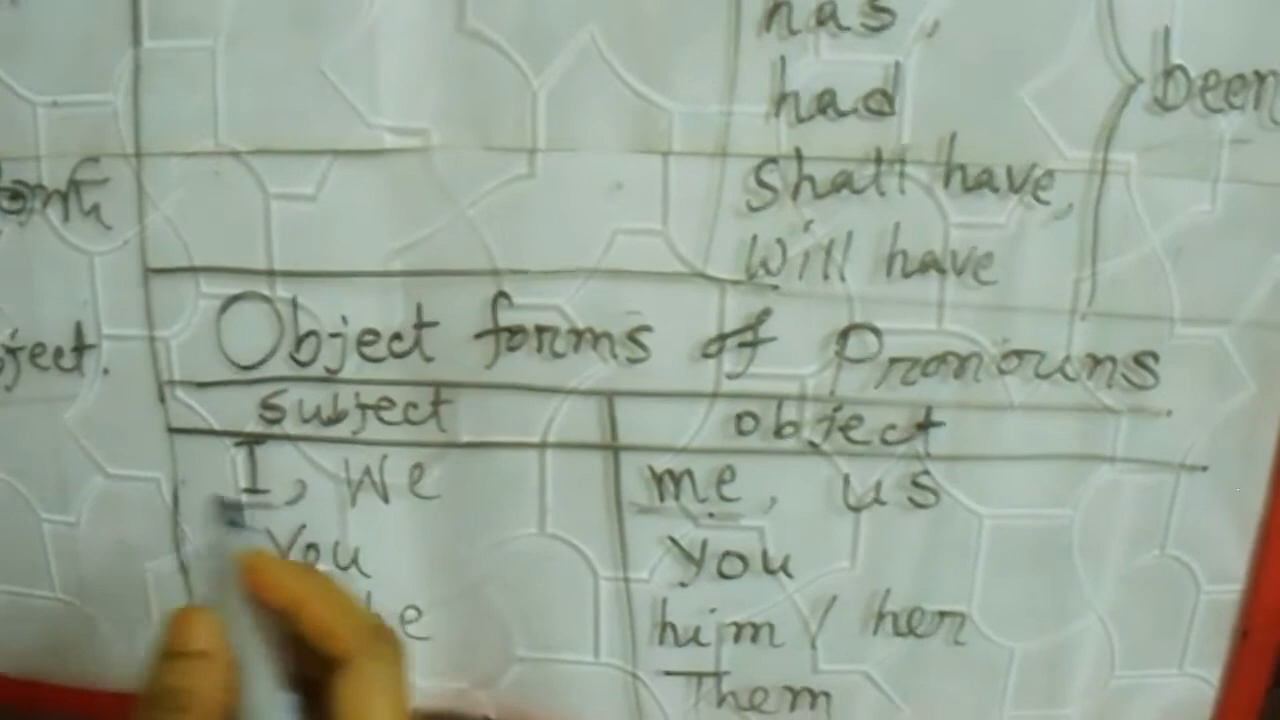 has,
had
been
Shall have,
Will have
Object forms of Pronouns
subject object
I, We me, us
You you
him / her
Them